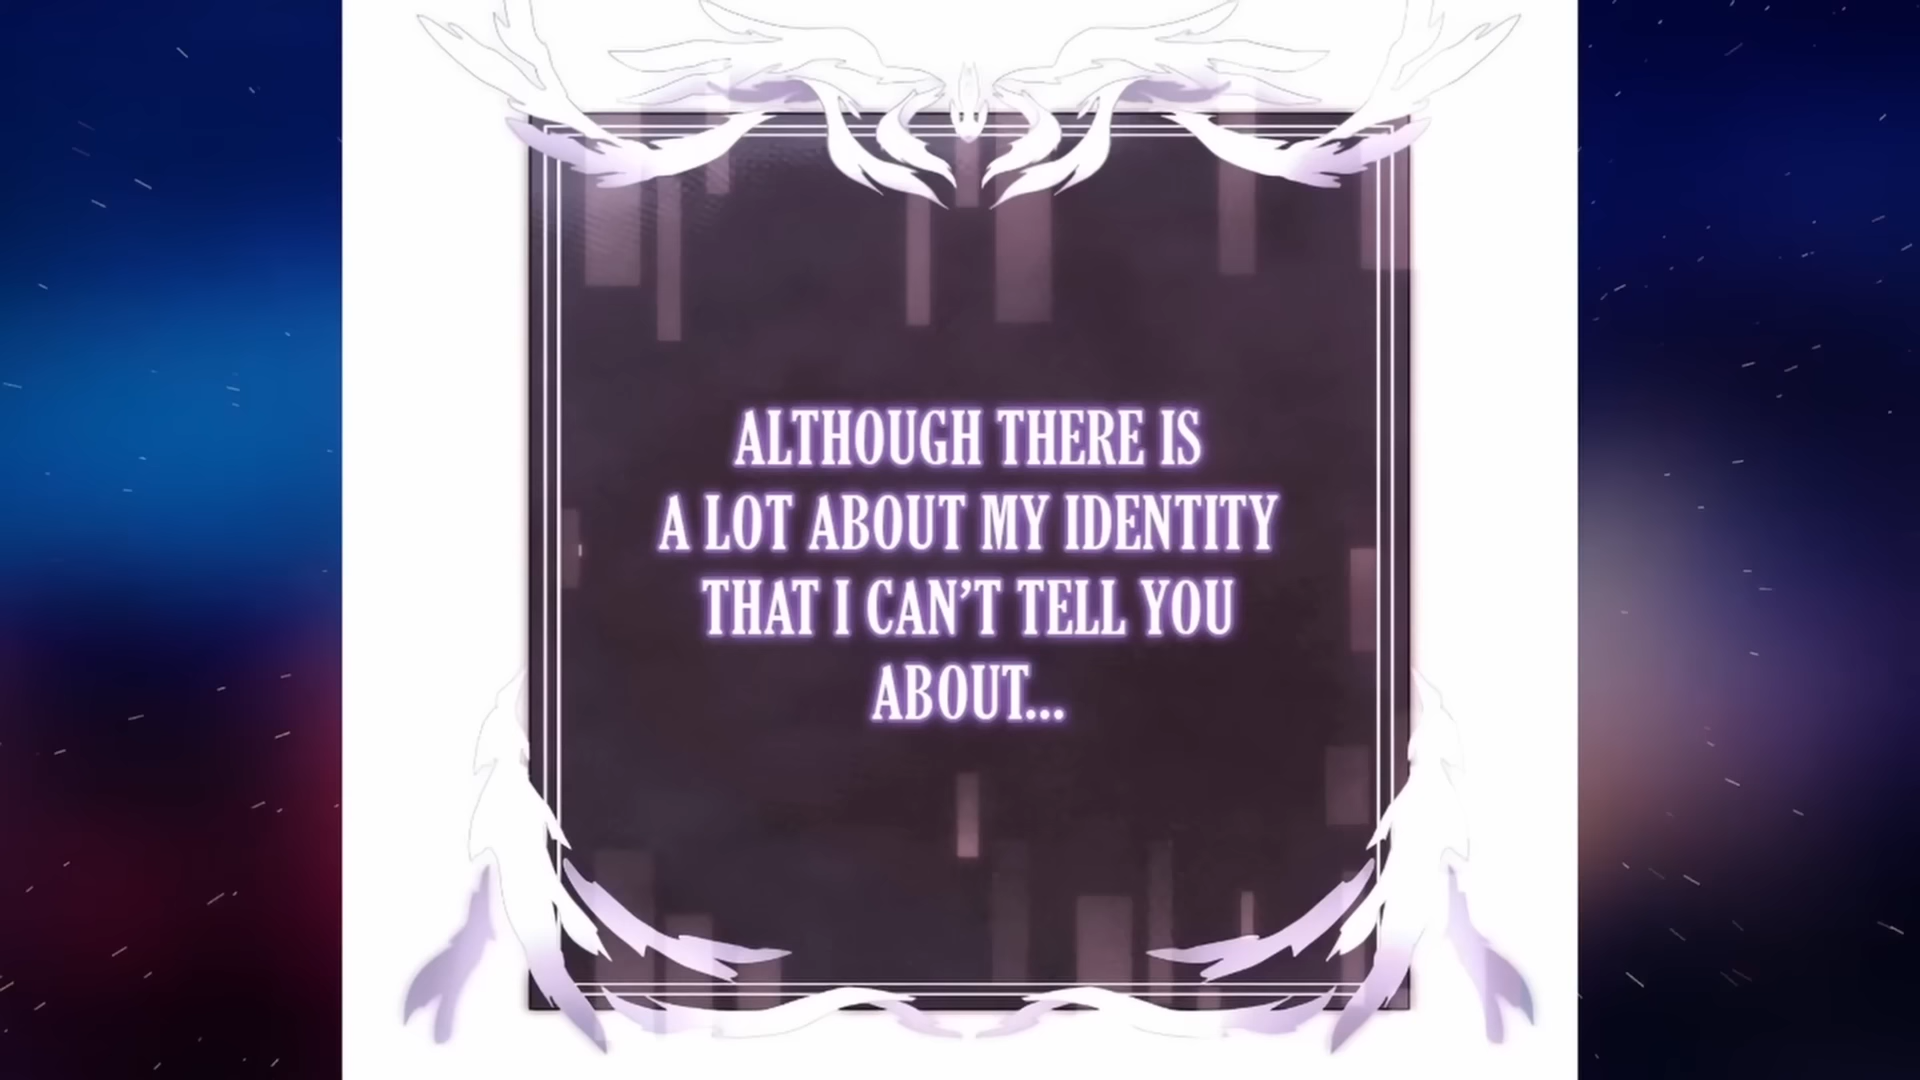 ALTHOUGH THERE IS
A LOT ABOUT MY IDENTITY
THAT I CAN'T TELL YOU
ABOUT...